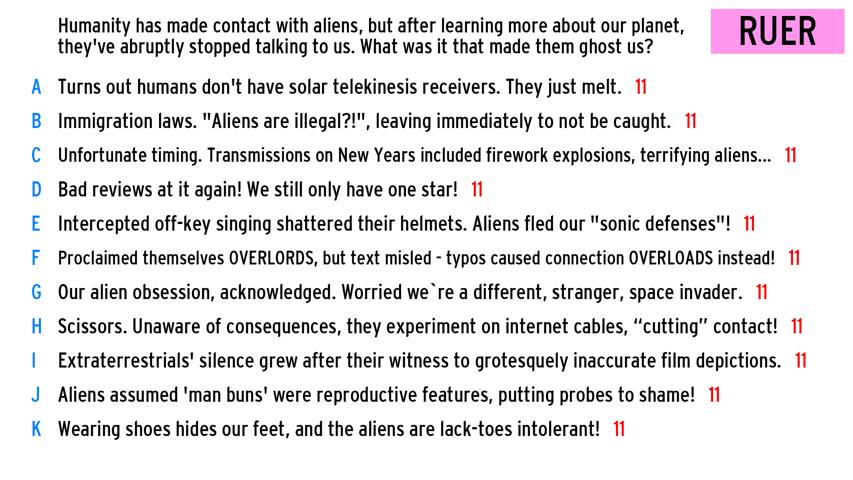 Humanity has made contact with aliens, but after learning more about our planet,
they've abruptly stopped talking to us. What was it that made them ghost us?
RUER
A Turns out humans don't have solar telekinesis receivers. They just melt. 11
B Immigration laws. "Aliens are illegal?!", leaving immediately to not be caught. 11
C Unfortunate timing. Transmissions on New Years included firework explosions, terrifying aliens... 11
D Bad reviews at it again! We still only have one star! 11
E Intercepted off-key singing shattered their helmets. Aliens fled our "sonic defenses"! 11
F Proclaimed themselves OVERLORDS, but text misled - typos caused connection OVERLOADS instead! 11
G Our alien obsession, acknowledged. Worried we`re a different, stranger, space invader. 11
H Scissors. Unaware of consequences, they experiment on internet cables, “cutting” contact! 11
I Extraterrestrials' silence grew after their witness to grotesquely inaccurate film depictions. 11
J Aliens assumed 'man buns' were reproductive features, putting probes to shame! 11
K Wearing shoes hides our feet, and the aliens are lack-toes intolerant! 11